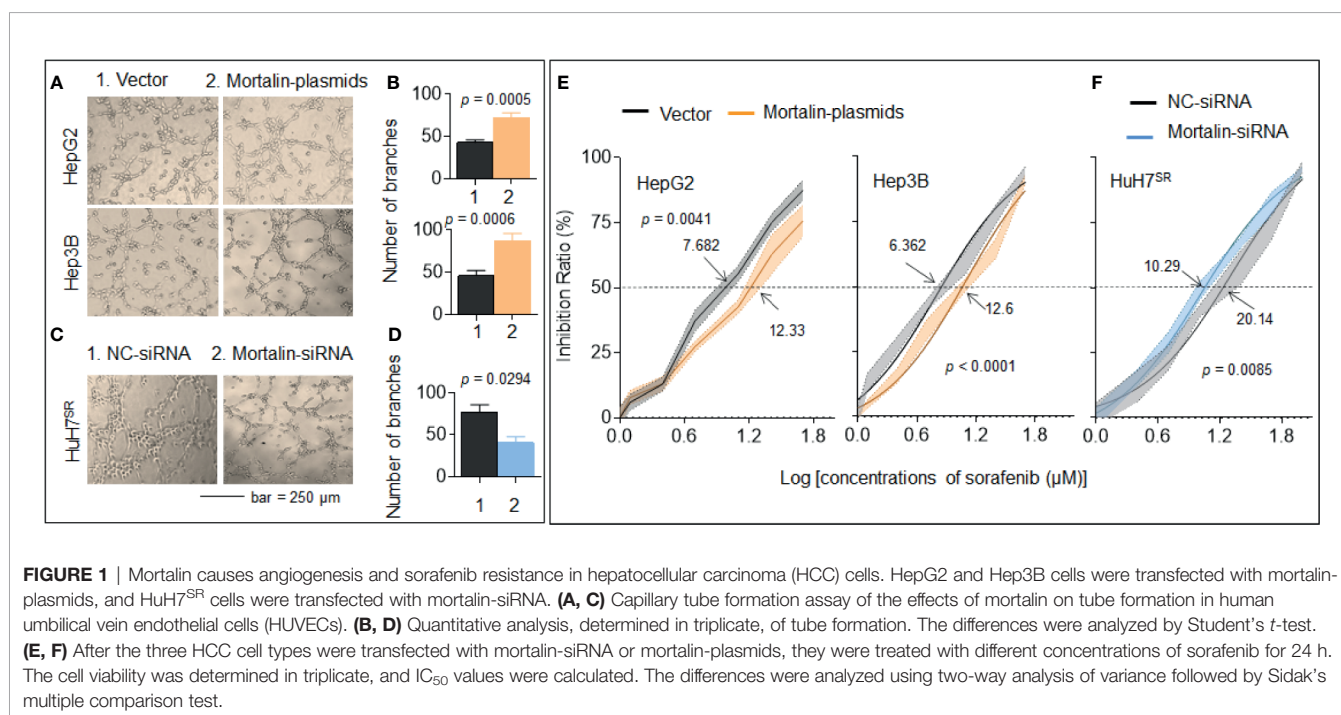 A
1. Vector
2. Mortalin-plasmids
HepG2
Hep3B
B
100
50
0
p = 0.0005
1
2
Number of branches
100
50
0
p = 0.0006
1
2
C
1. NC-siRNA
2. Mortalin-siRNA
HuH7SR
bar = 250 µm
D
Number of branches
100
50
0
p = 0.0294
1
2
E
Vector
Mortalin-plasmids
Inhibition Ratio (%)
100
75
50
25
0
HepG2
p = 0.0041
7.682
12.33
0.0 0.6 1.2 1.8
Hep3B
6.362
12.6
p < 0.0001
0.0 0.6 1.2 1.8
F
NC-siRNA
Mortalin-siRNA
HuH7SR
10.29
20.14
p = 0.0085
0.0 0.6 1.2 1.8
Log [concentrations of sorafenib (µM)]
FIGURE 1 | Mortalin causes angiogenesis and sorafenib resistance in hepatocellular carcinoma (HCC) cells. HepG2 and Hep3B cells were transfected with mortalin-
plasmids, and HuH7SR cells were transfected with mortalin-siRNA. (A, C) Capillary tube formation assay of the effects of mortalin on tube formation in human
umbilical vein endothelial cells (HUVECs). (B, D) Quantitative analysis, determined in triplicate, of tube formation. The differences were analyzed by Student's t-test.
(E, F) After the three HCC cell types were transfected with mortalin-siRNA or mortalin-plasmids, they were treated with different concentrations of sorafenib for 24 h.
The cell viability was determined in triplicate, and IC50 values were calculated. The differences were analyzed using two-way analysis of variance followed by Sidak's
multiple comparison test.